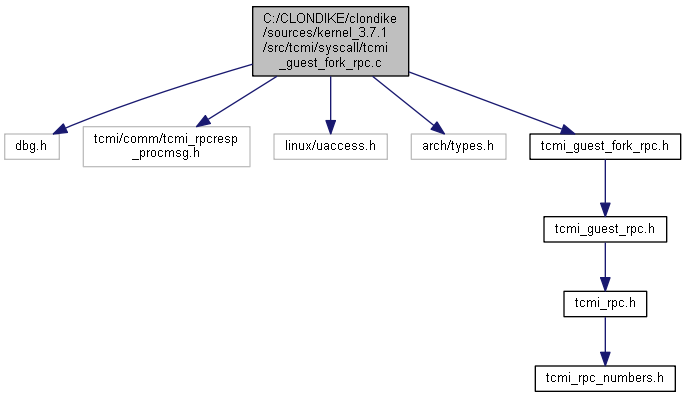 C:/CLONDIKE/clondike
/sources/kernel_3.7.1
/src/tcmi/syscall/tcmi
_guest_fork_rpc.c
dbg.h
tcmi/comm/tcmi_rpcresp
_procmsg.h
linux/uaccess.h
arch/types.h
tcmi_guest_fork_rpc.h
tcmi_guest_rpc.h
tcmi_rpc.h
tcmi_rpc_numbers.h